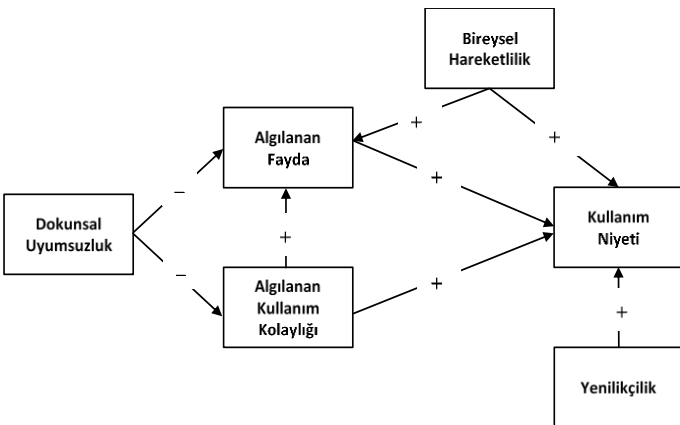 Bireysel
Hareketlilik
+
+
Algılanan
Fayda
–
+
Dokunsal
Uyumsuzluk
Kullanım
Niyeti
+
–
Algılanan
Kullanım
Kolaylığı
+
+
Yenilikçilik